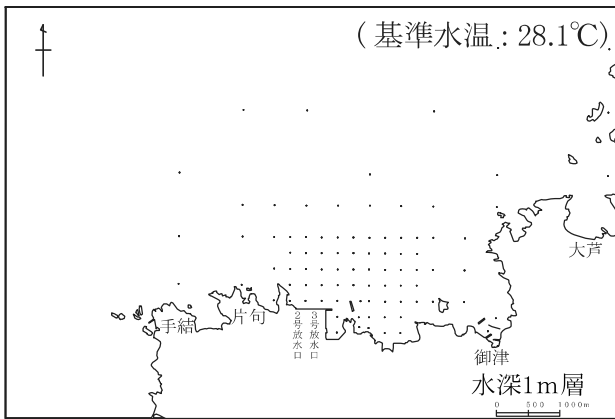 (基準水温:28.1℃)
大芦
手結
片句
2号放水口
3号放水口
御津
水深1m層
0 500 1000m